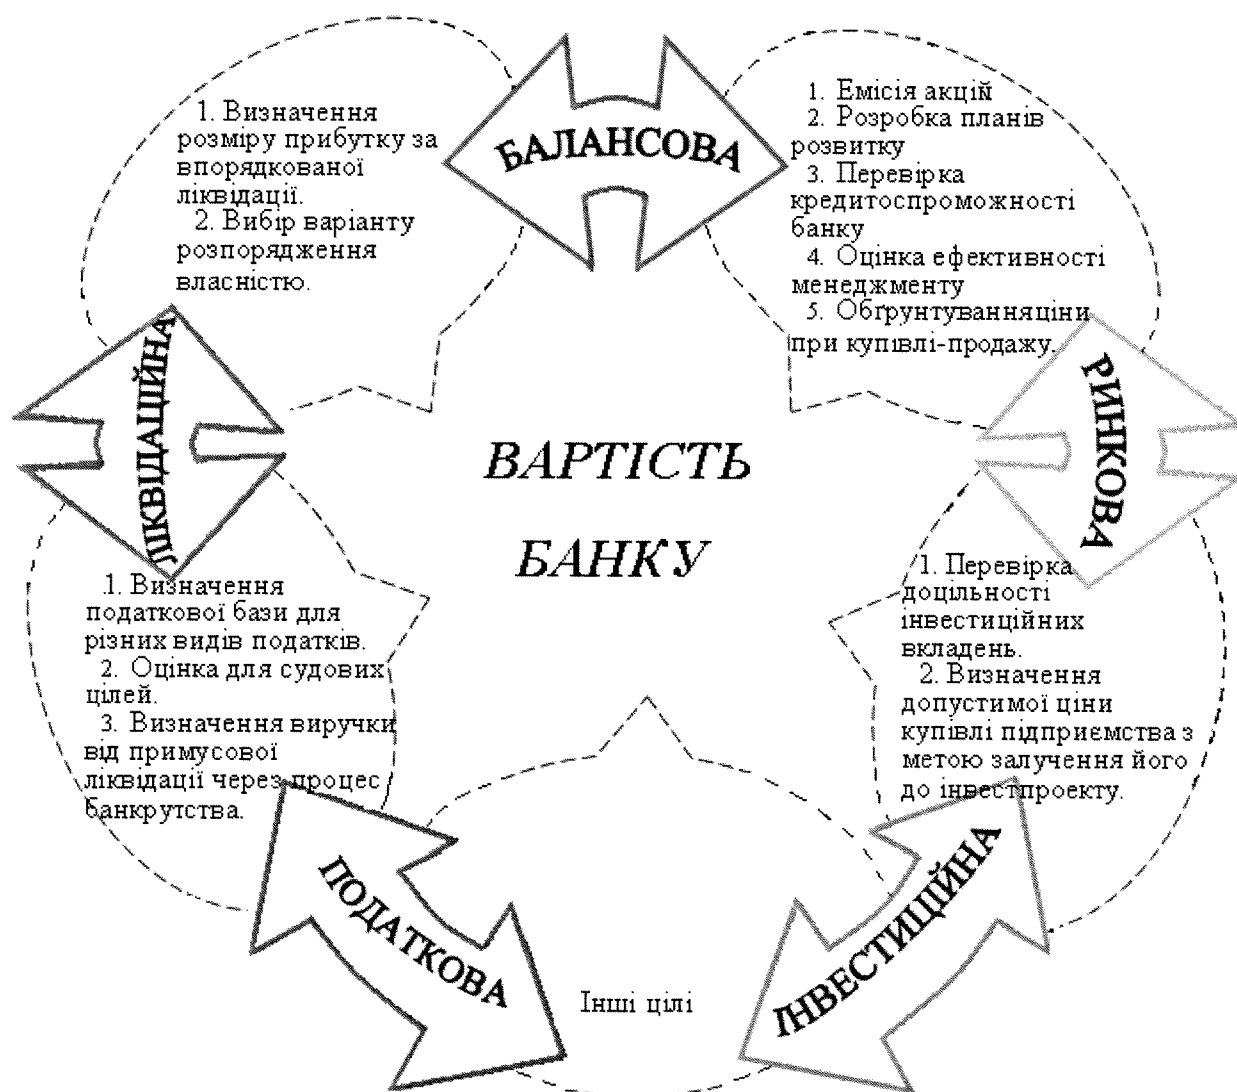 БАЛАНСОВА
1. Визначення
розміру прибутку за
впорядкованої
ліквідації.
2. Вибір варіанту
розпорядження
власністю.
1. Емісія акцій
2. Розробка планів
розвитку
3. Перевірка
кредитоспроможності
банку
4. Оцінка ефективності
менеджменту
5. Обґрунтуванняціни
при купівлі-продажу.
ЛІКВІДАЦІЙНА
РИНКОВА
ВАРТІСТЬ
БАНКУ
1. Визначення
податкової бази для
різних видів податків.
2. Оцінка для судових
цілей.
3. Визначення виручки
від примусової
ліквідації через процес
банкрутства.
1. Перевірка
доцільності
інвестиційних
вкладень.
2. Визначення
допустимої ціни
купівлі підприємства з
метою залучення його
до інвестпроекту.
ПОДАТКОВА
ІНВЕСТИЦІЙНА
Інші цілі